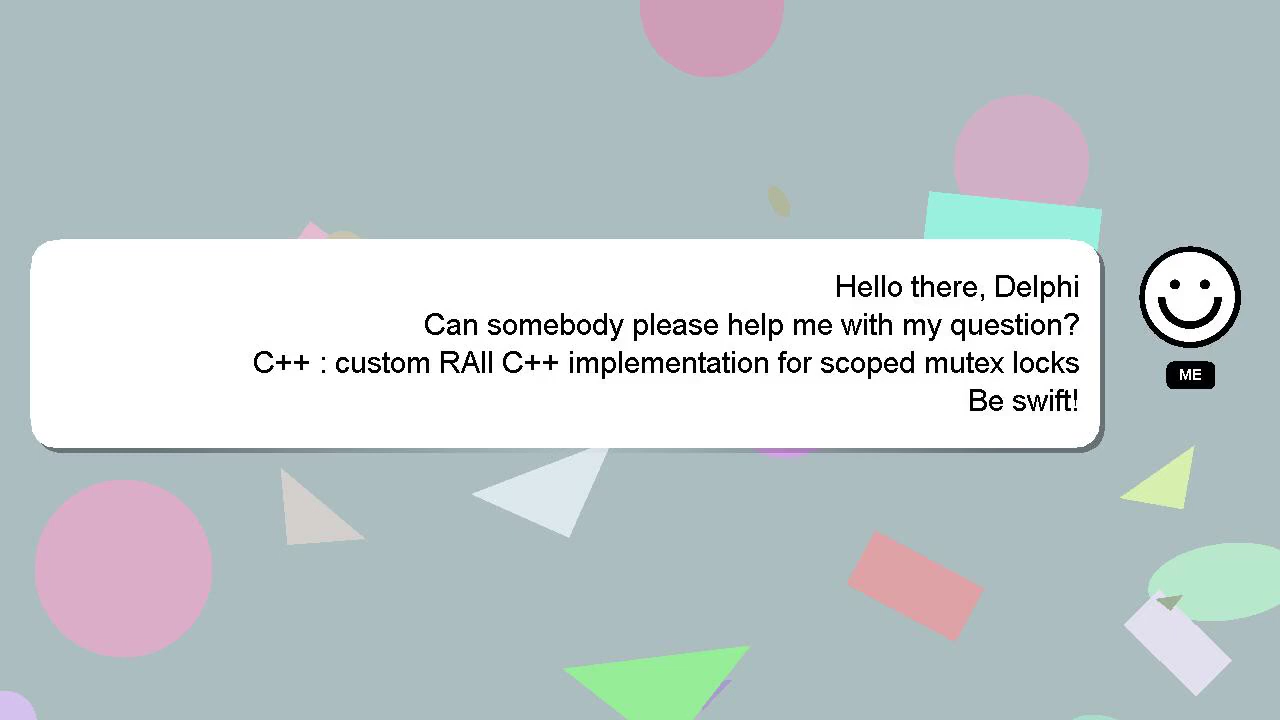 Hello there, Delphi
Can somebody please help me with my question?
C++ : custom RAII C++ implementation for scoped mutex locks
Be swift!
ME